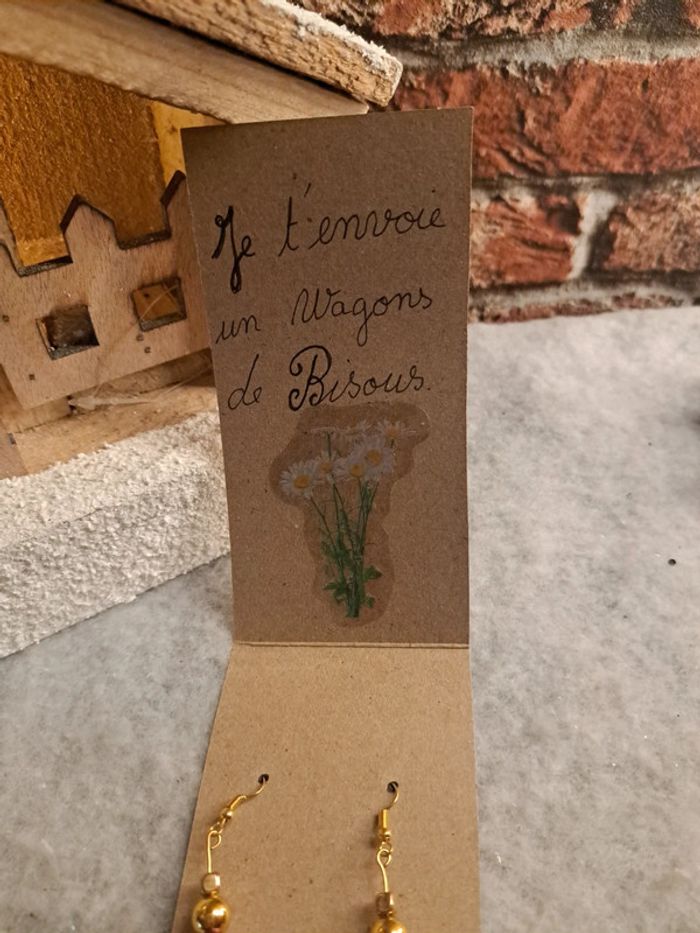 Je t'envoie
un Wagons
de Bisous.